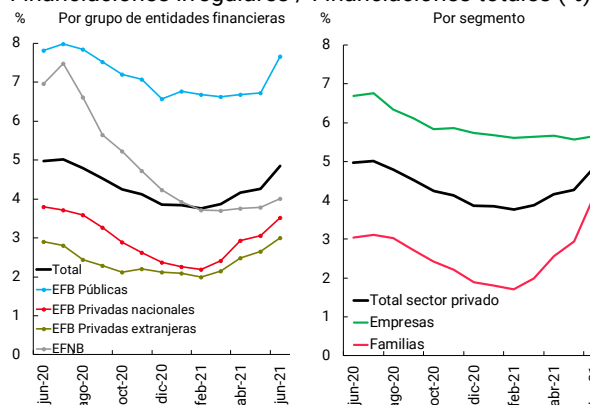 Financiaciones irregulares / Financiaciones totales (%)
% Por grupo de entidades financieras
8
7
6
5
4
3
2
1
0
Total
EFB Públicas
EFB Privadas nacionales
EFB Privadas extranjeras
EFNB
jun-20
ago-20
oct-20
dic-20
feb-21
abr-21
jun-21
% Por segmento
8
7
6
5
4
3
2
1
0
Total sector privado
Empresas
Familias
jun-20
ago-20
oct-20
dic-20
feb-21
abr-21